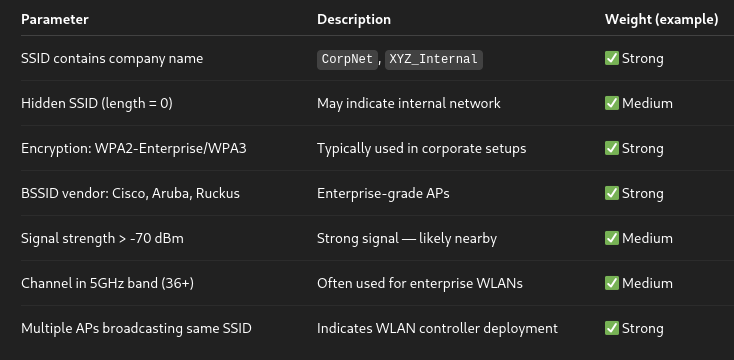 Parameter Description Weight (example)
SSID contains company name CorpNet, XYZ_Internal ✅ Strong
Hidden SSID (length = 0) May indicate internal network ✅ Medium
Encryption: WPA2-Enterprise/WPA3 Typically used in corporate setups ✅ Strong
BSSID vendor: Cisco, Aruba, Ruckus Enterprise-grade APs ✅ Strong
Signal strength > -70 dBm Strong signal — likely nearby ✅ Medium
Channel in 5GHz band (36+) Often used for enterprise WLANs ✅ Medium
Multiple APs broadcasting same SSID Indicates WLAN controller deployment ✅ Strong